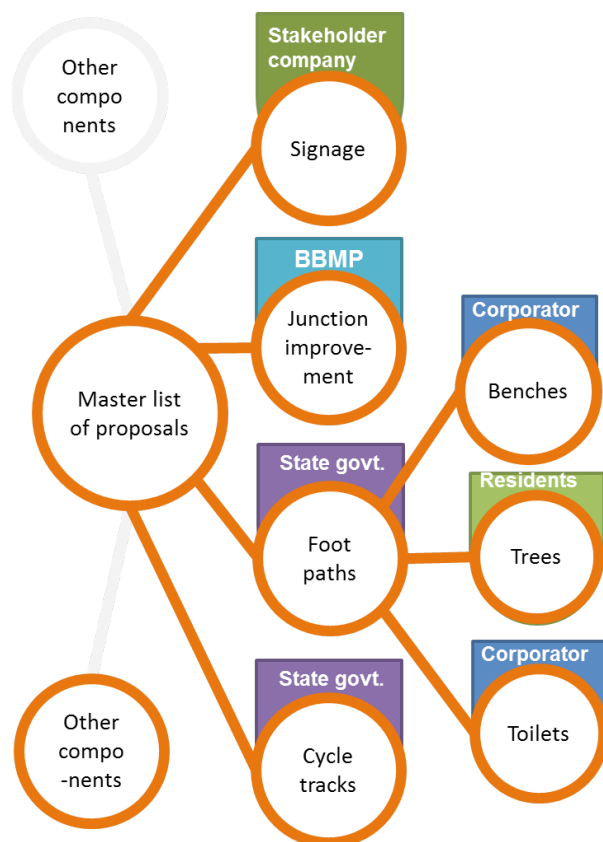 Other
compo
nents
Stakeholder
company
Signage
BBMP
Junction
improve-
ment
Master list
of proposals
Corporator
Benches
State govt.
Foot
paths
Residents
Trees
Corporator
Toilets
State govt.
Cycle
tracks
Other
compo
-nents